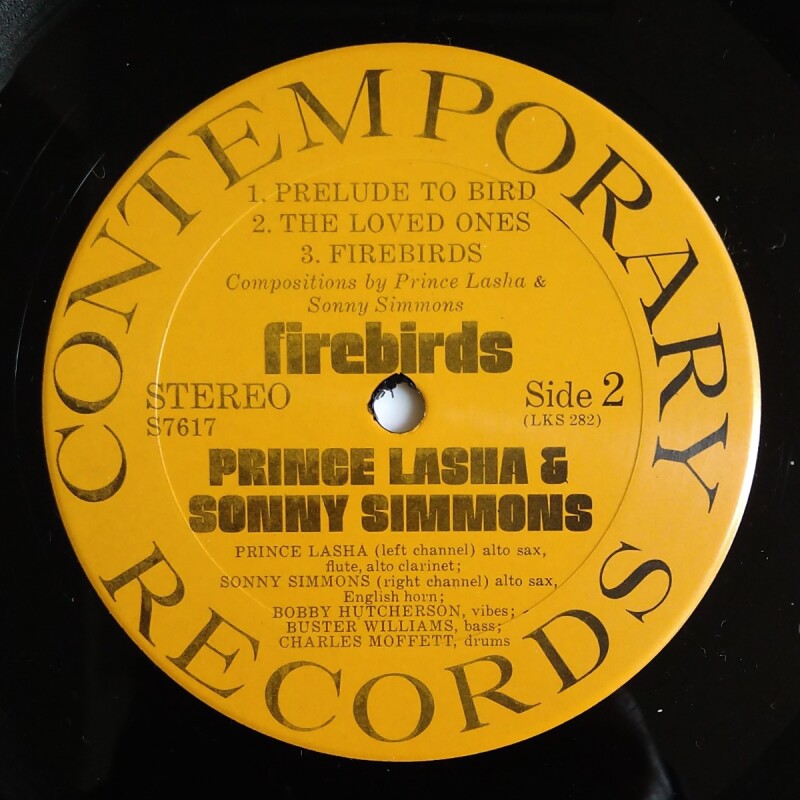 CONTEMPORARY
1. PRELUDE TO BIRD
2. THE LOVED ONES
3. FIREBIRDS
Compositions by Prince Lasha &
Sonny Simmons
firebirds
STEREO
S7617
Side 2
(LKS 282)
PRINCE LASHA &
SONNY SIMMONS
PRINCE LASHA (left channel) alto sax,
flute, alto clarinet;
SONNY SIMMONS (right channel) alto sax,
English horn;
BOBBY HUTCHERSON, vibes;
BUSTER WILLIAMS, bass;
CHARLES MOFFETT, drums
RECORDS